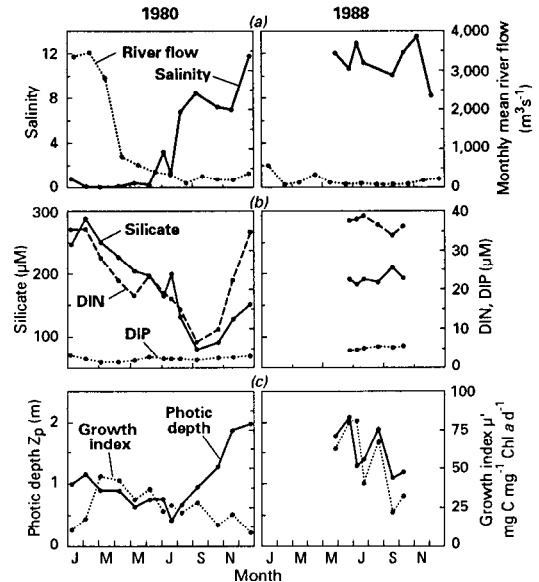 1980
(a)
1988
12
8
4
0
Salinity
River flow
Salinity
4,000
3,000
2,000
1,000
0
Monthly mean river flow
(m³s⁻¹)
(b)
300
200
100
Silicate (μM)
Silicate
DIN
DIP
40
30
20
10
0
DIN, DIP (μM)
(c)
2
1
0
Photic depth Zp (m)
Growth
index
Photic
depth
100
75
50
25
0
Growth index μ'
mg C mg⁻¹ Chl a d⁻¹
J M M J S N
J M M J S N
Month